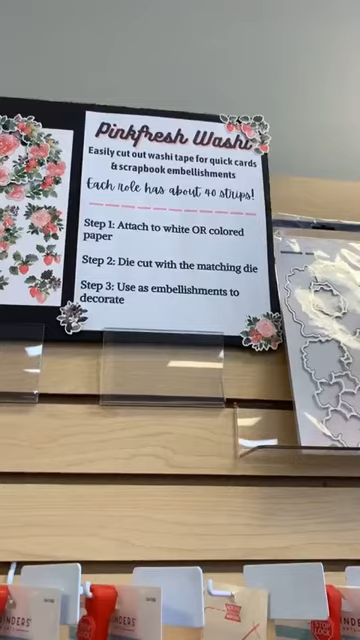 Pinkfresh Washi
Easily cut out washi tape for quick cards
& scrapbook embellishments
Each role has about 40 strips!
Step 1: Attach to white OR colored
paper
Step 2: Die cut with the matching die
Step 3: Use as embellishments to
decorate